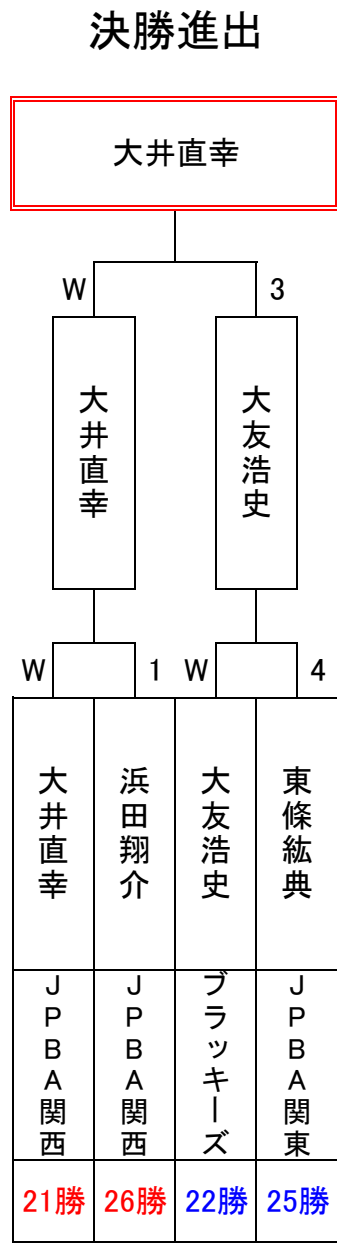 決勝進出
大井直幸
W 3
大井直幸 大友浩史
W 1 W 4
大井直幸 浜田翔介 大友浩史 東條紘典
JPBA関西 JPBA関西 ブラッキーズ JPBA関東
21勝 26勝 22勝 25勝